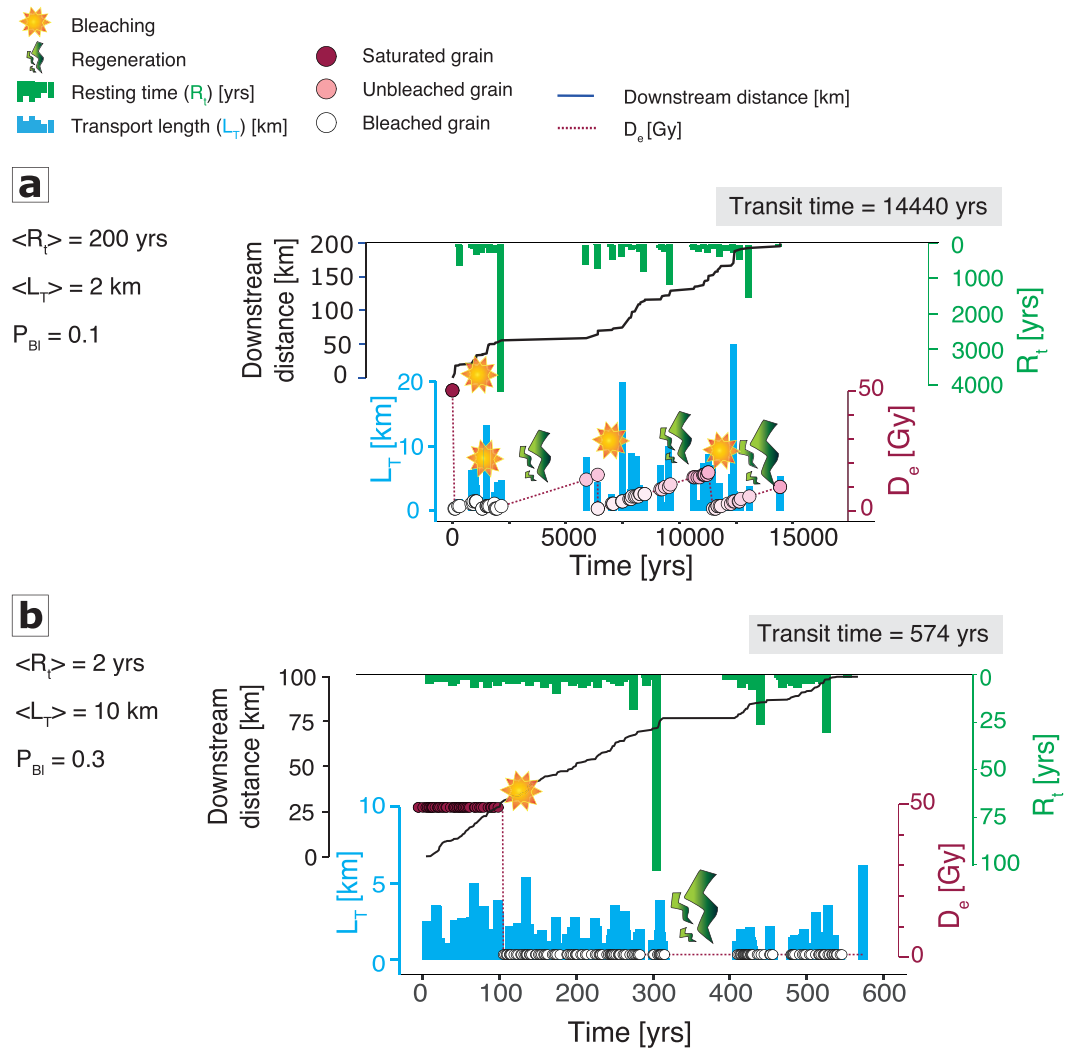 Bleaching
Regeneration
Resting time (Rt) [yrs]
Transport length (LT) [km]
Saturated grain
Unbleached grain
Bleached grain
Downstream distance [km]
De [Gy]
a
Transit time = 14440 yrs
<Rt> = 200 yrs
<LT> = 2 km
PBl = 0.1
Downstream
distance [km]
200
150
100
50
0
0
1000
2000
3000
4000
Rt [yrs]
LT [km]
20
10
0
50
0
De [Gy]
0 5000 10000 15000
Time [yrs]
b
Transit time = 574 yrs
<Rt> = 2 yrs
<LT> = 10 km
PBl = 0.3
Downstream
distance [km]
100
75
50
25
0
0
25
50
75
100
Rt [yrs]
LT [km]
10
5
0
50
0
De [Gy]
0 100 200 300 400 500 600
Time [yrs]